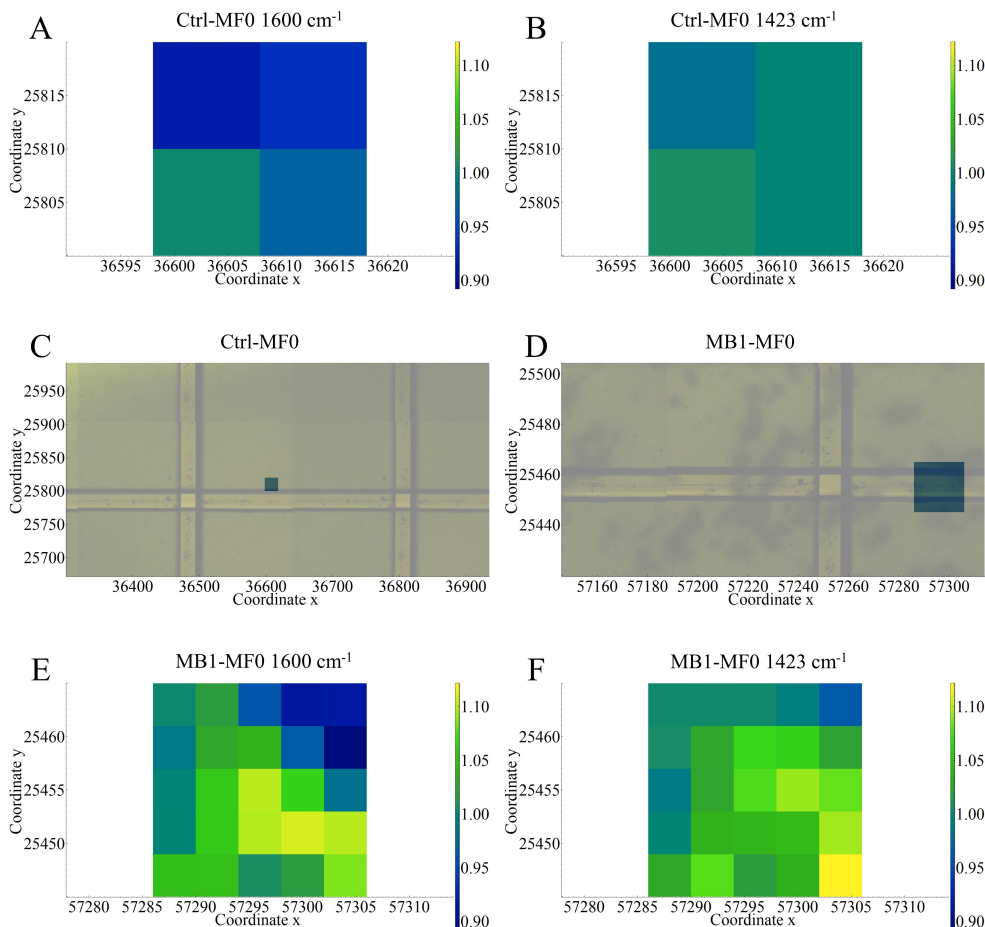 A
Ctrl-MF0 1600 cm-1
Coordinate y
25815
25810
25805
36595 36600 36605 36610 36615 36620
Coordinate x
1.10
1.05
1.00
0.95
0.90
B
Ctrl-MF0 1423 cm-1
Coordinate y
25815
25810
25805
36595 36600 36605 36610 36615 36620
Coordinate x
1.10
1.05
1.00
0.95
0.90
C
Ctrl-MF0
Coordinate y
25950
25900
25850
25800
25750
25700
36400 36500 36600 36700 36800 36900
Coordinate x
D
MB1-MF0
Coordinate y
25500
25480
25460
25440
57160 57180 57200 57220 57240 57260 57280 57300
Coordinate x
E
MB1-MF0 1600 cm-1
Coordinate y
25460
25455
25450
57280 57285 57290 57295 57300 57305 57310
Coordinate x
1.10
1.05
1.00
0.95
0.90
F
MB1-MF0 1423 cm-1
Coordinate y
25460
25455
25450
57280 57285 57290 57295 57300 57305 57310
Coordinate x
1.10
1.05
1.00
0.95
0.90